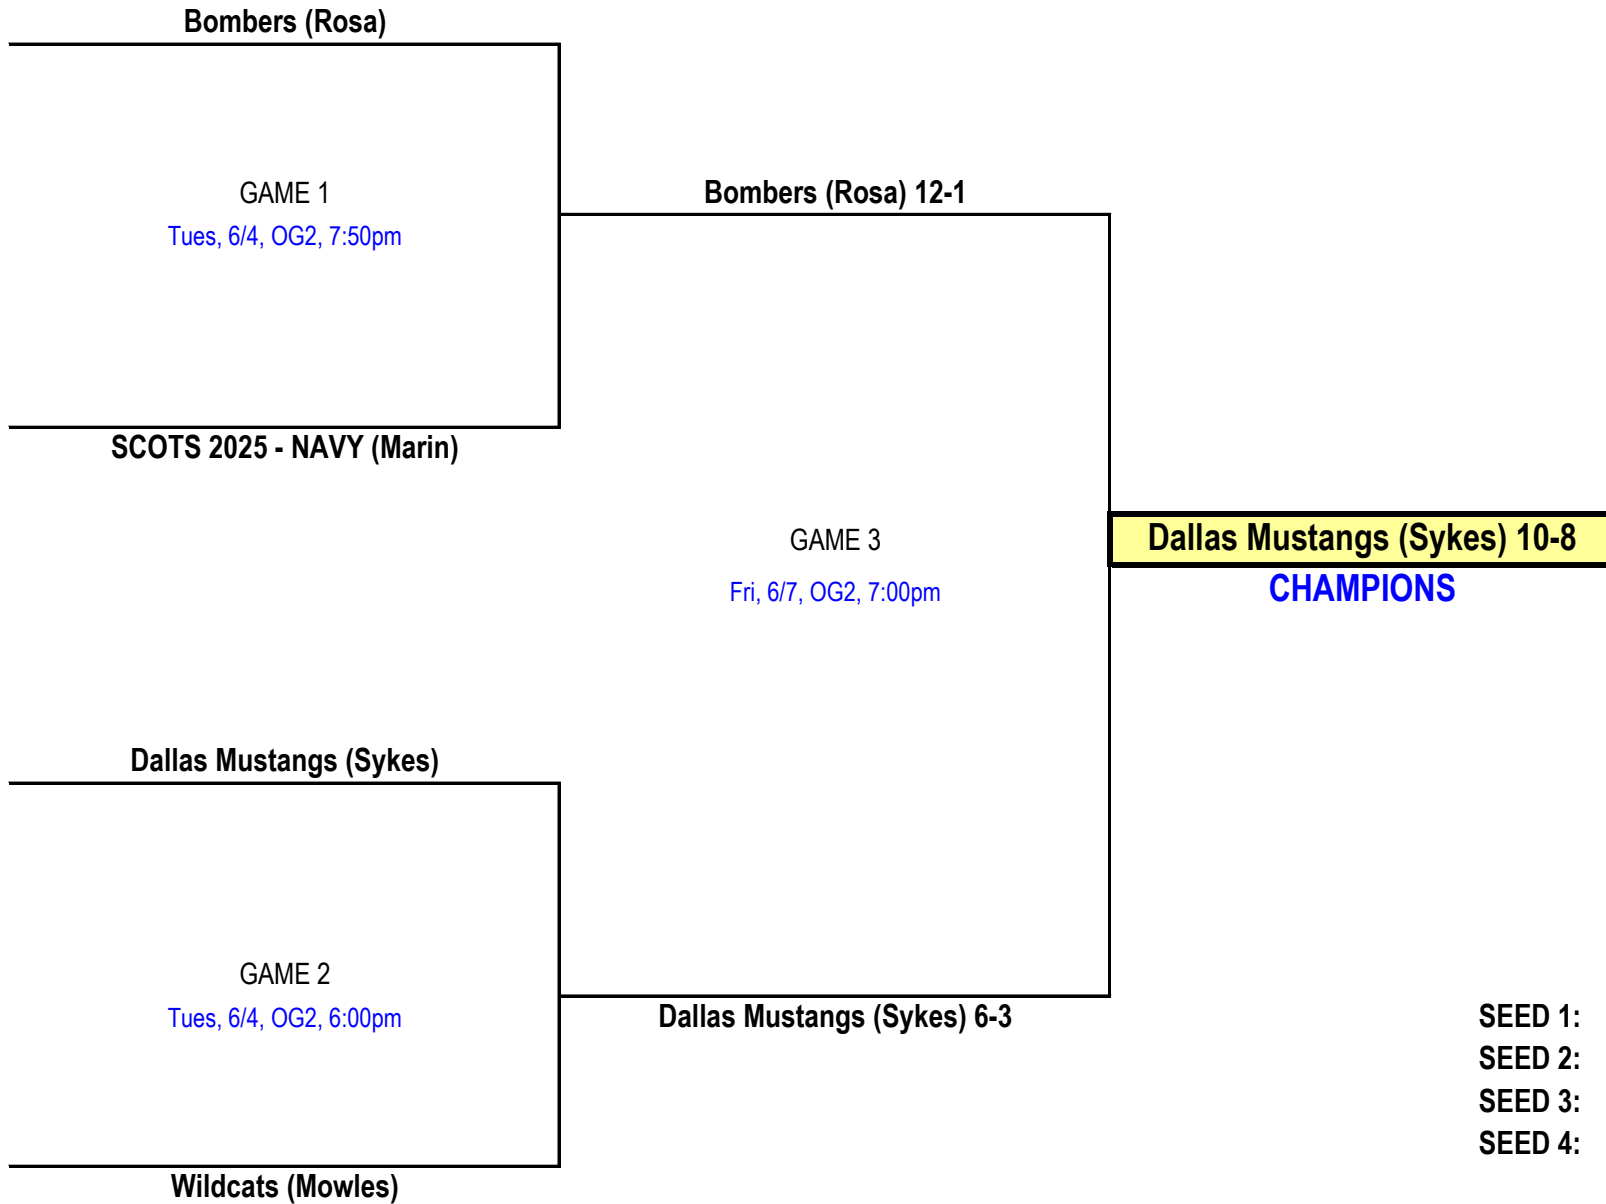 Bombers (Rosa)
GAME 1
Tues, 6/4, OG2, 7:50pm
Bombers (Rosa) 12-1
SCOTS 2025 - NAVY (Marin)
GAME 3
Fri, 6/7, OG2, 7:00pm
Dallas Mustangs (Sykes) 10-8
CHAMPIONS
Dallas Mustangs (Sykes)
GAME 2
Tues, 6/4, OG2, 6:00pm
Dallas Mustangs (Sykes) 6-3
Wildcats (Mowles)
SEED 1:
SEED 2:
SEED 3:
SEED 4: